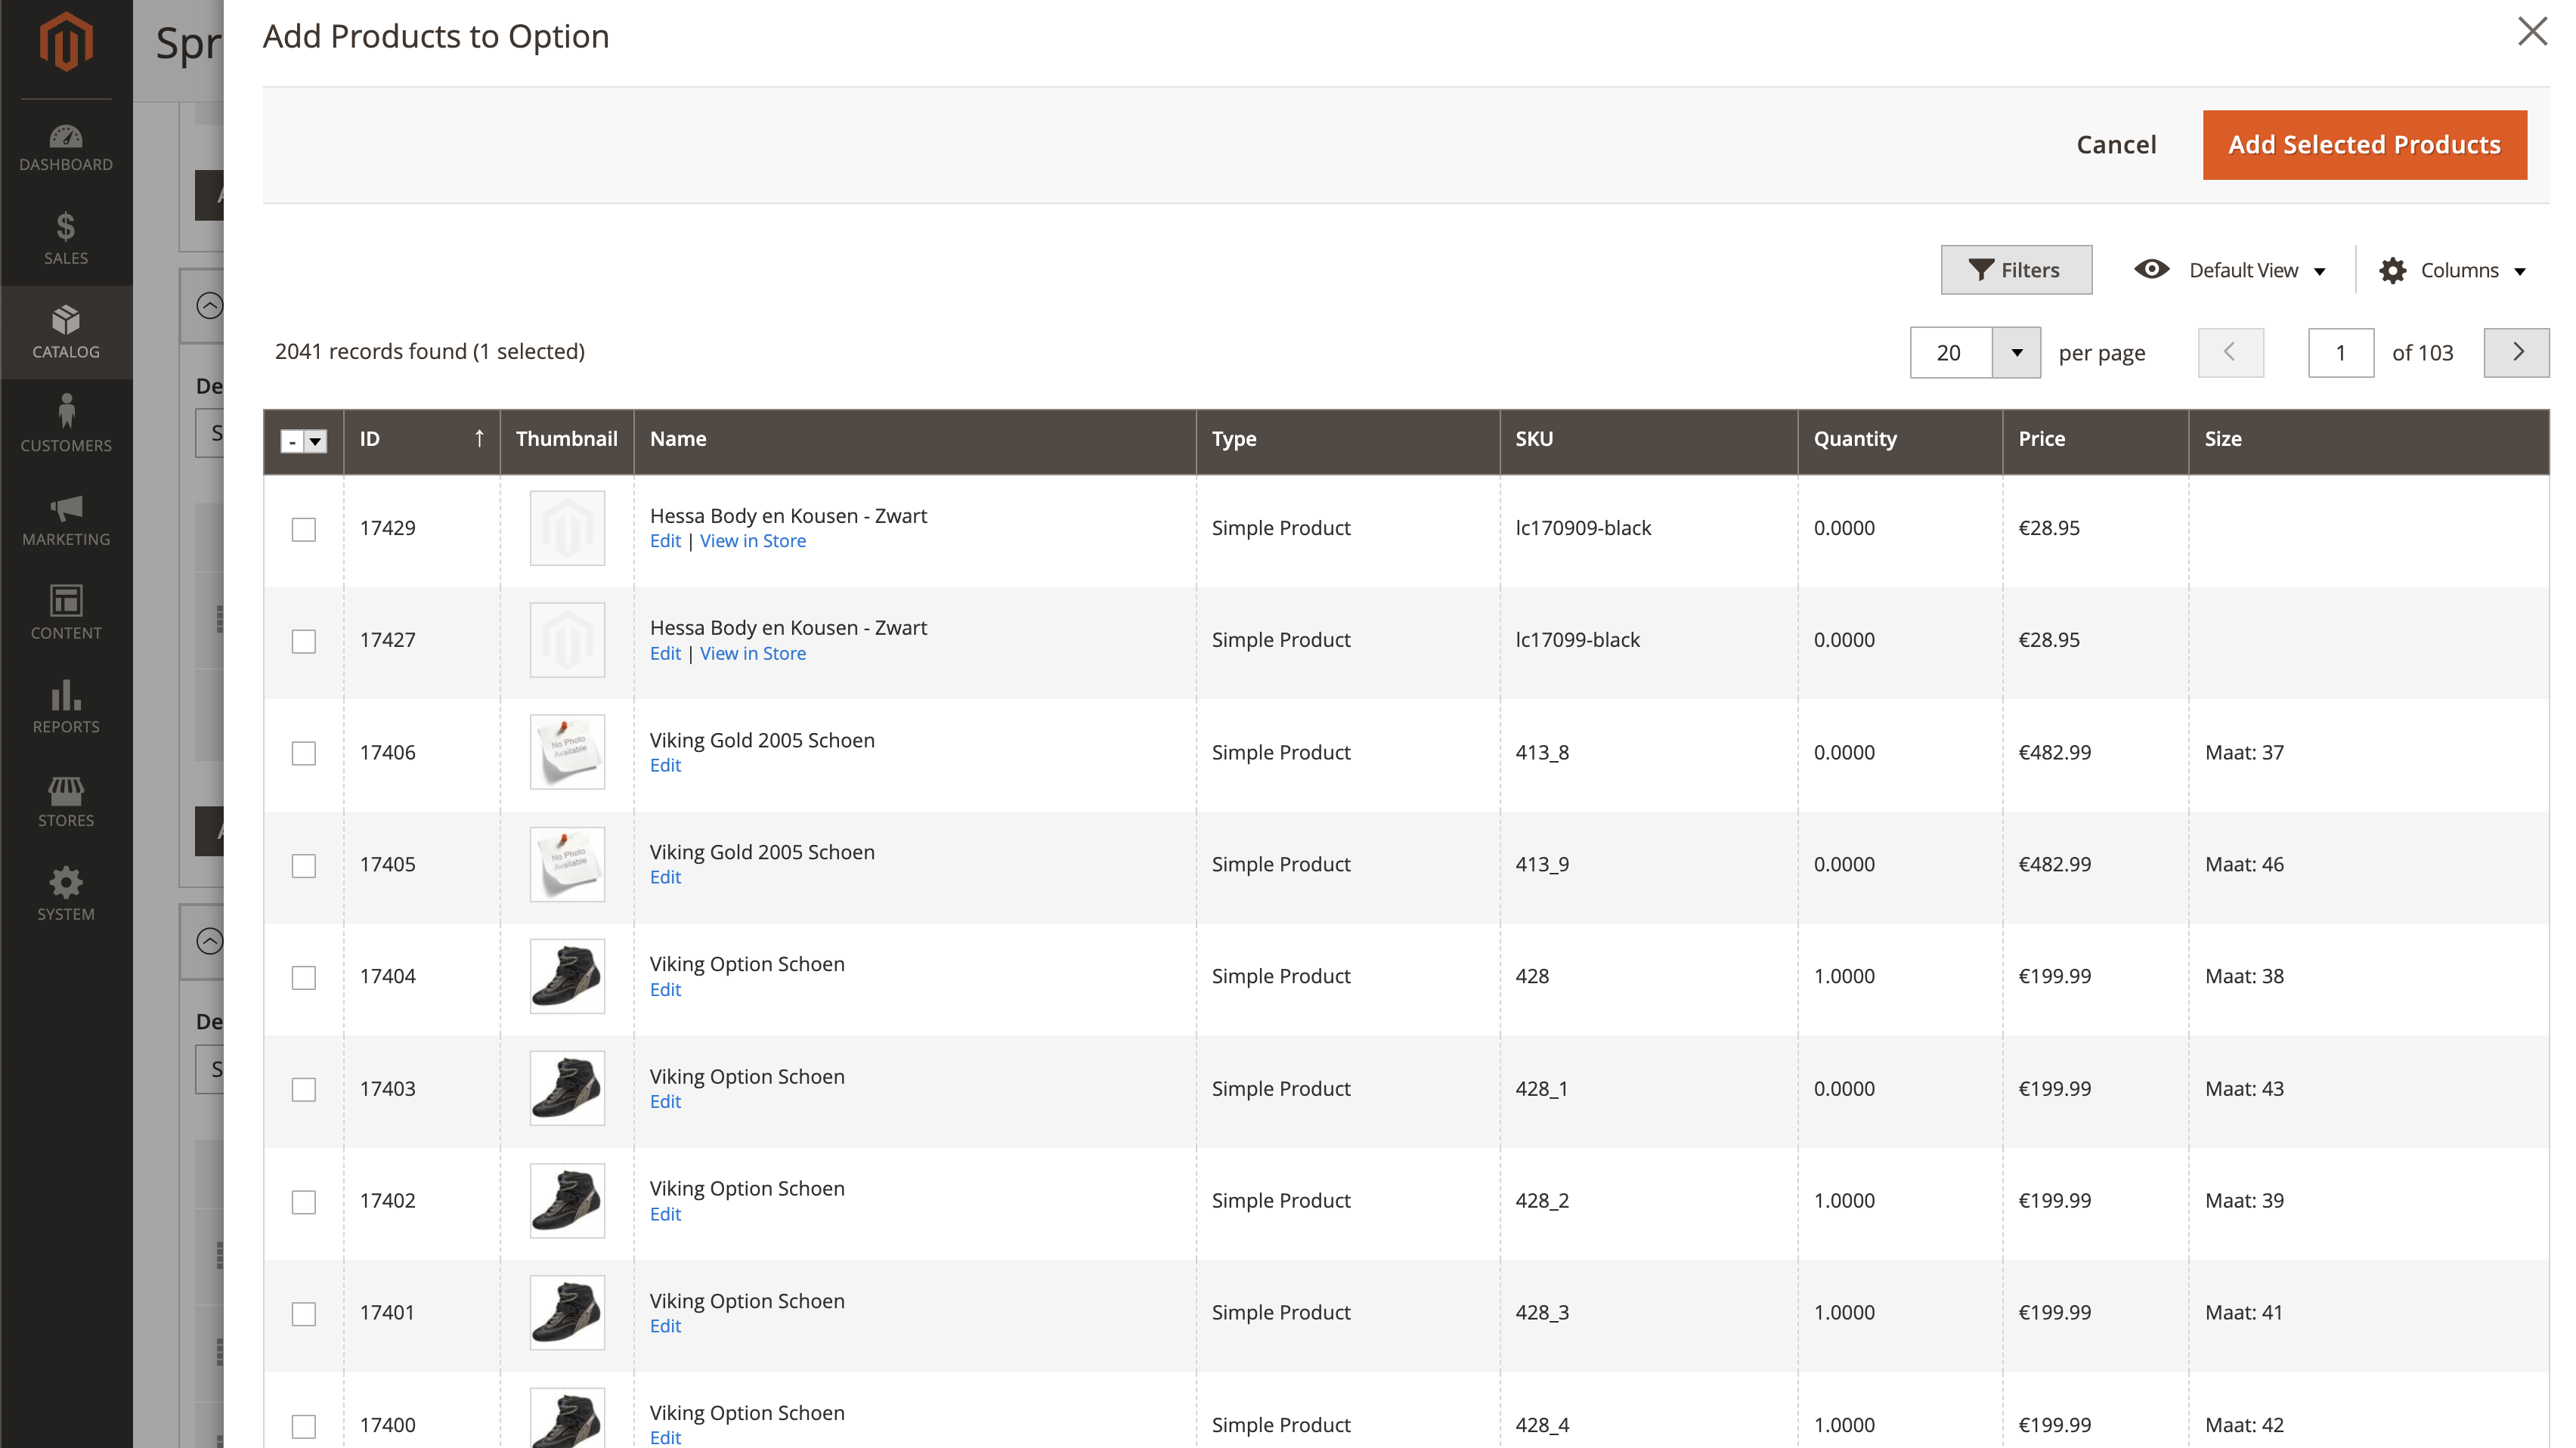 Spr
Add Products to Option
Cancel
Add Selected Products
Filters
Default View
Columns
2041 records found (1 selected)
20
per page
1
of 103
DASHBOARD
SALES
CATALOG
CUSTOMERS
MARKETING
CONTENT
REPORTS
STORES
SYSTEM
De
S
De
S
ID ↑ Thumbnail Name Type SKU Quantity Price Size
17429 Hessa Body en Kousen - Zwart Simple Product lc170909-black 0.0000 €28.95
Edit | View in Store
17427 Hessa Body en Kousen - Zwart Simple Product lc17099-black 0.0000 €28.95
Edit | View in Store
No Photo
Available
17406 Viking Gold 2005 Schoen Simple Product 413_8 0.0000 €482.99 Maat: 37
Edit
No Photo
Available
17405 Viking Gold 2005 Schoen Simple Product 413_9 0.0000 €482.99 Maat: 46
Edit
17404 Viking Option Schoen Simple Product 428 1.0000 €199.99 Maat: 38
Edit
17403 Viking Option Schoen Simple Product 428_1 0.0000 €199.99 Maat: 43
Edit
17402 Viking Option Schoen Simple Product 428_2 1.0000 €199.99 Maat: 39
Edit
17401 Viking Option Schoen Simple Product 428_3 1.0000 €199.99 Maat: 41
Edit
17400 Viking Option Schoen Simple Product 428_4 1.0000 €199.99 Maat: 42
Edit